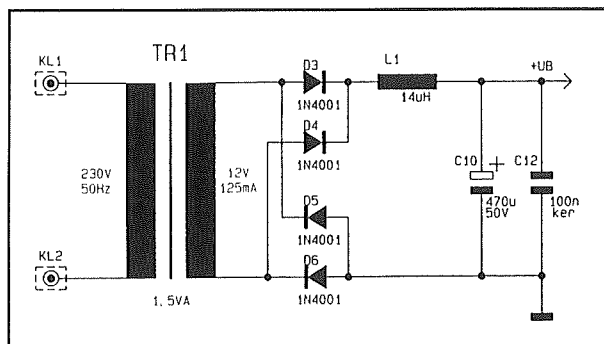 KL1
KL2
TR1
230V
50Hz
12V
125mA
1,5VA
D3
1N4001
D4
1N4001
D5
1N4001
D6
1N4001
L1
14uH
+UB
C10
+
470u
50V
C12
100n
ker